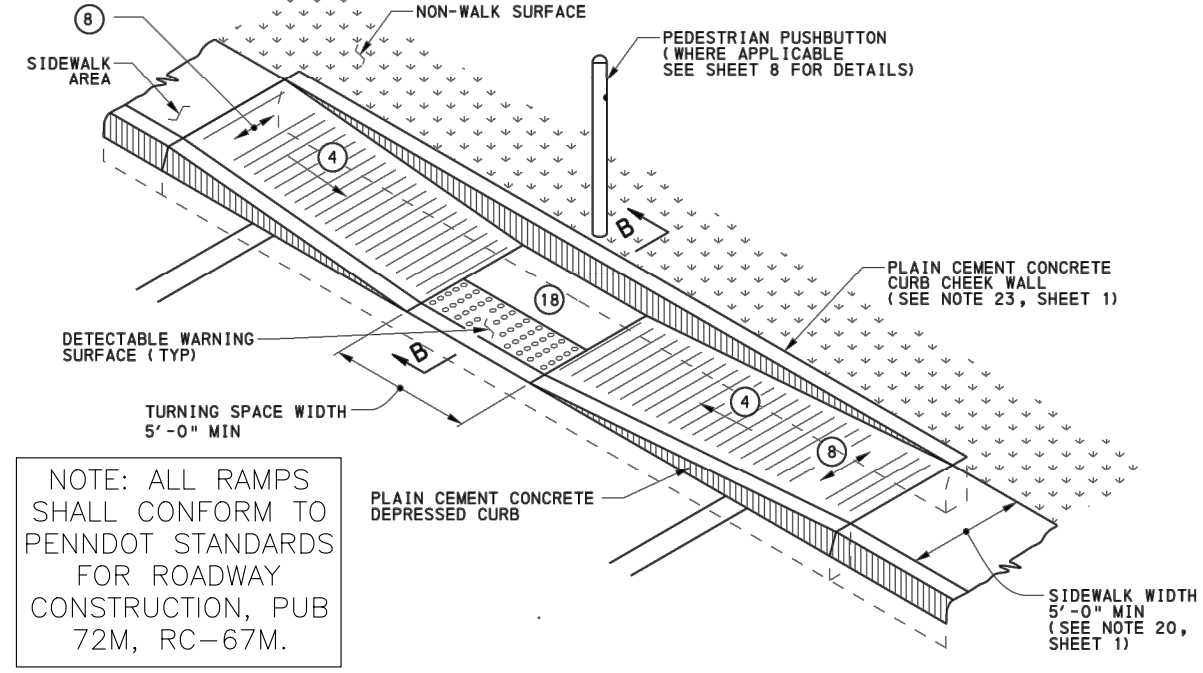 8
NON-WALK SURFACE
SIDEWALK
AREA
PEDESTRIAN PUSHBUTTON
(WHERE APPLICABLE
SEE SHEET 8 FOR DETAILS)
4
B
PLAIN CEMENT CONCRETE
CURB CHEEK WALL
(SEE NOTE 23, SHEET 1)
18
DETECTABLE WARNING
SURFACE (TYP)
B
TURNING SPACE WIDTH
5'-0" MIN
4
8
NOTE: ALL RAMPS
SHALL CONFORM TO
PENNDOT STANDARDS
FOR ROADWAY
CONSTRUCTION, PUB
72M, RC-67M.
PLAIN CEMENT CONCRETE
DEPRESSED CURB
SIDEWALK WIDTH
5'-0" MIN
(SEE NOTE 20,
SHEET 1)